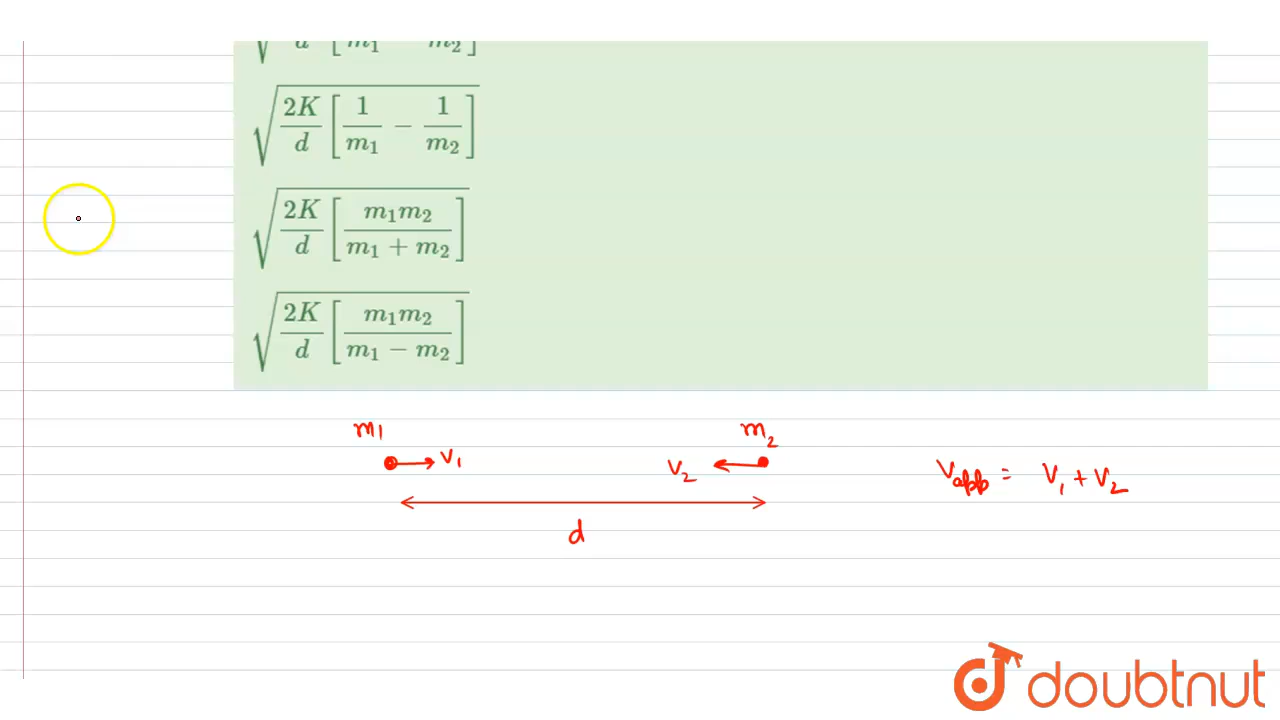 √(2K/d [1/m₁ − 1/m₂])
√(2K/d [m₁m₂/(m₁ + m₂)])
√(2K/d [m₁m₂/(m₁ − m₂)])
m₁ m₂
v₁ v₂
V_app = V₁ + V₂
d
doubtnut